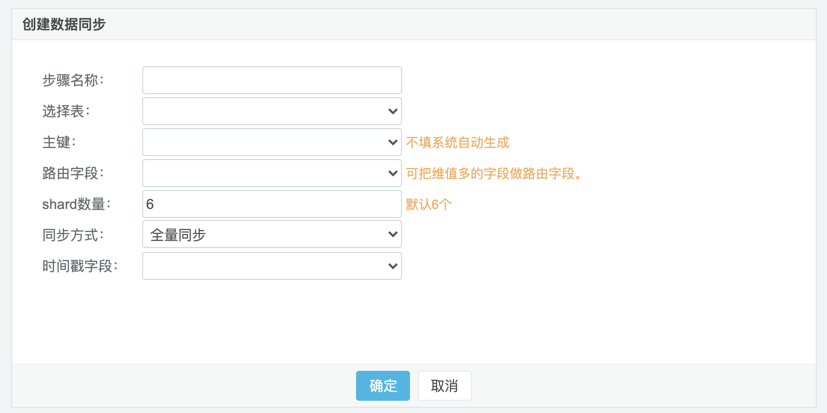 创建数据同步
步骤名称：
选择表：
主键： 不填系统自动生成
路由字段： 可把维值多的字段做路由字段。
shard数量： 6 默认6个
同步方式： 全量同步
时间戳字段：
确定 取消